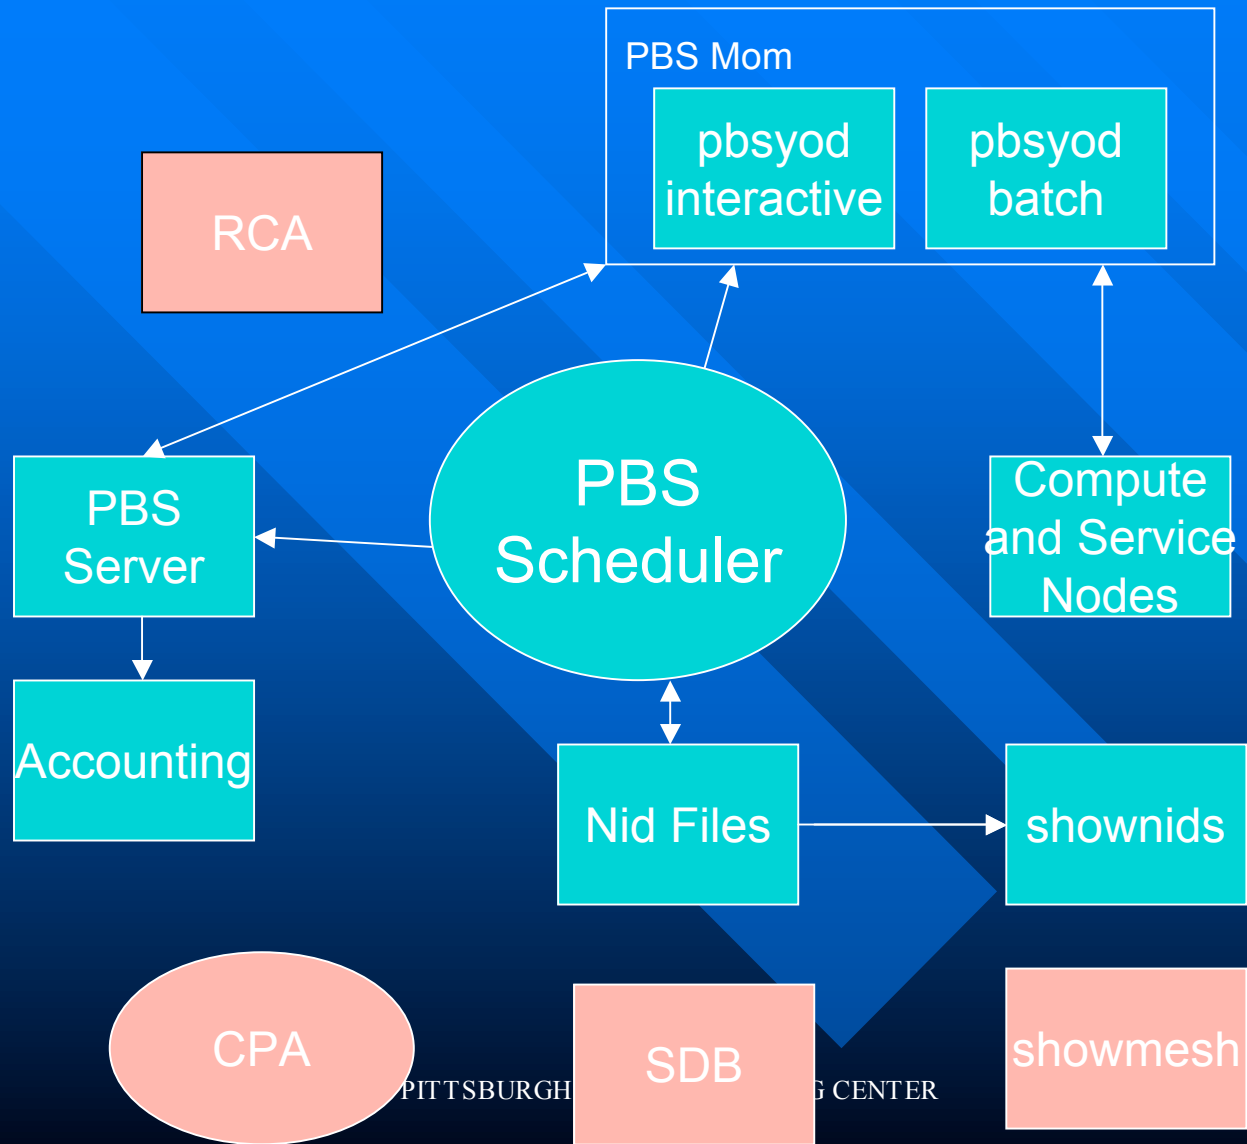 PBS Mom
pbsyod
interactive
pbsyod
batch
RCA
PBS
Scheduler
PBS
Server
Compute
and Service
Nodes
Accounting
Nid Files
shownids
CPA
SDB
showmesh
PITTSBURGH G CENTER